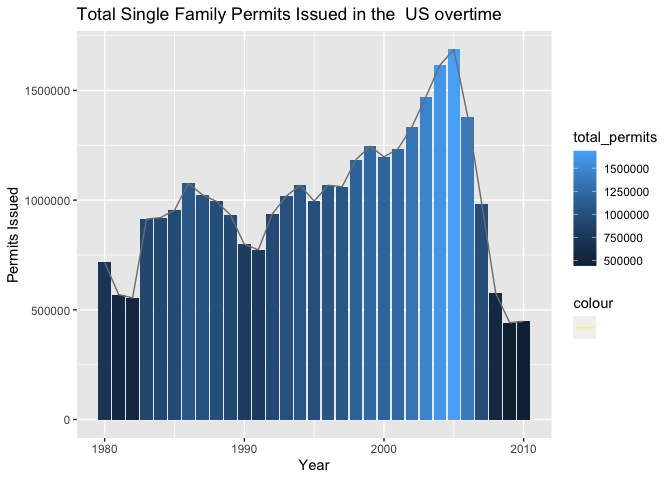 Total Single Family Permits Issued in the  US overtime
Permits Issued
1500000
1000000
500000
0
1980
1990
2000
2010
Year
total_permits
1500000
1250000
1000000
750000
500000
colour